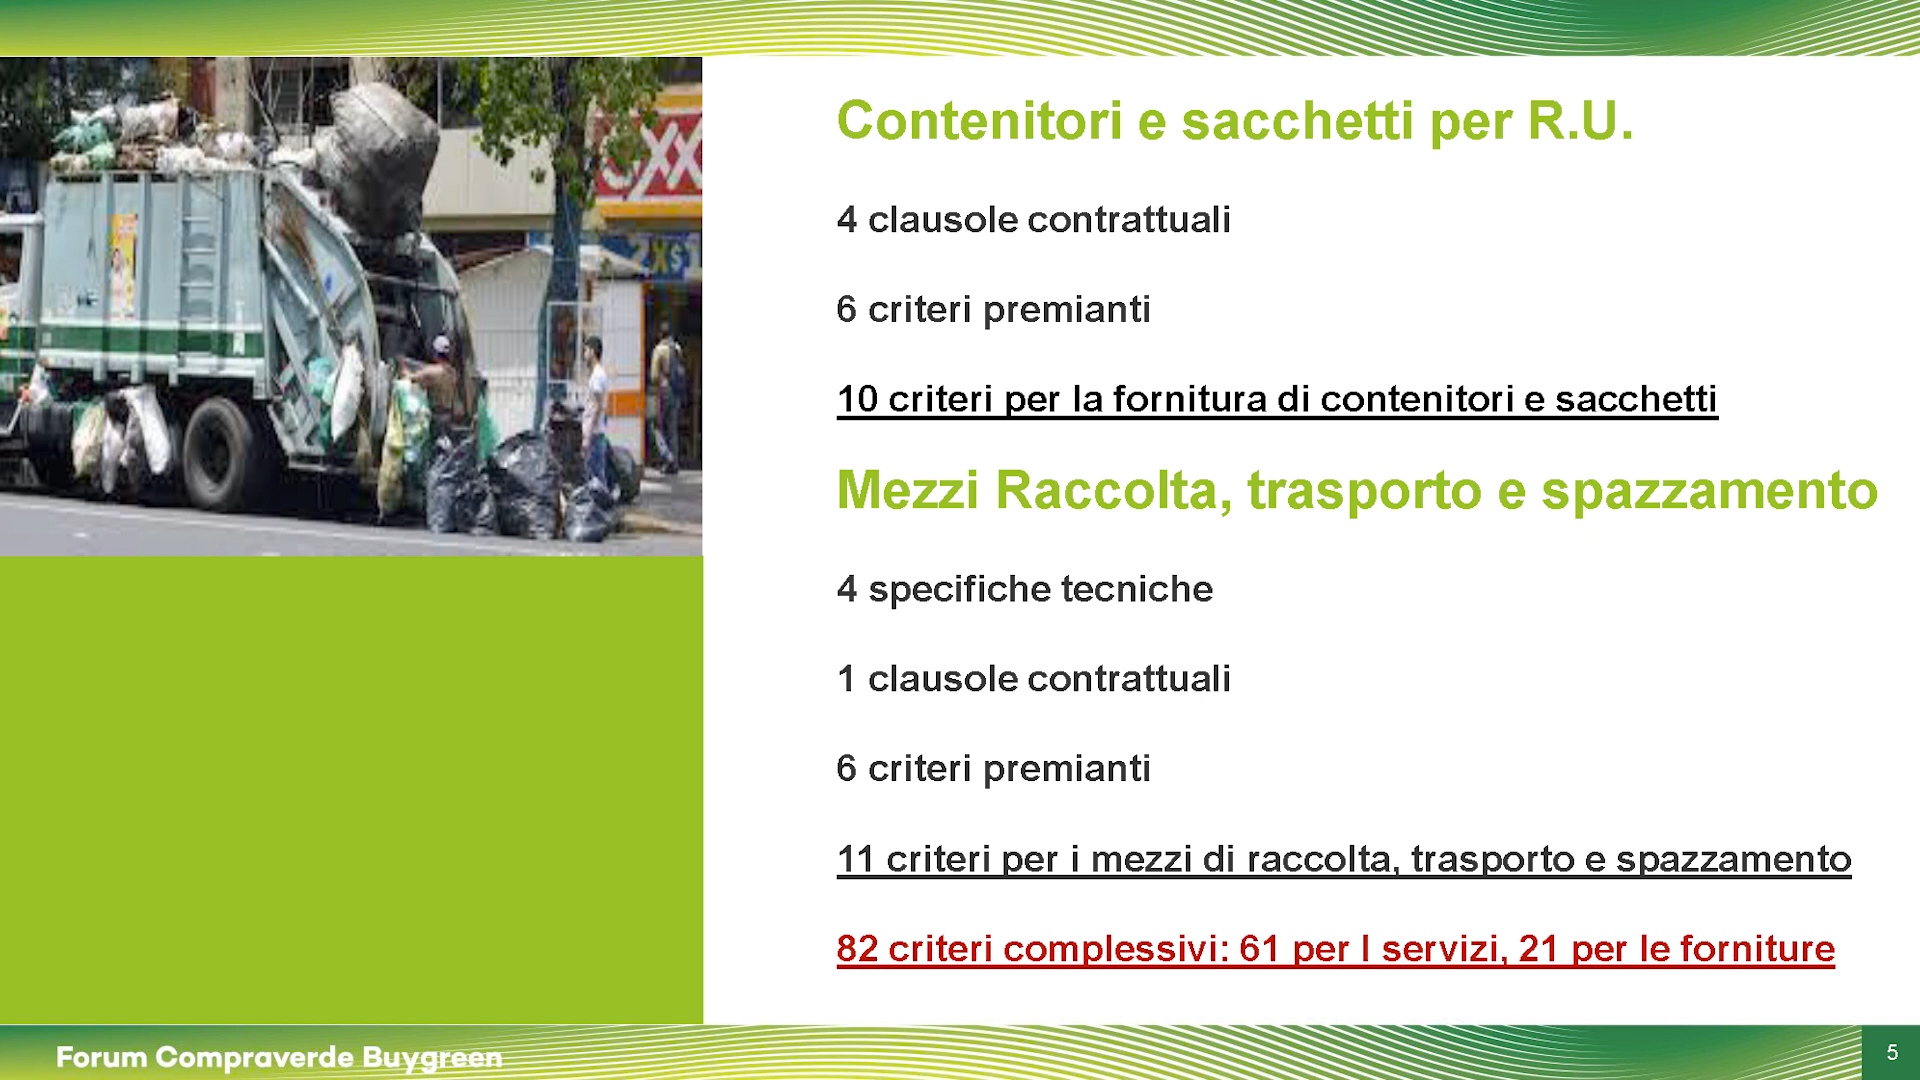 Contenitori e sacchetti per R.U.
4 clausole contrattuali
6 criteri premianti
10 criteri per la fornitura di contenitori e sacchetti
Mezzi Raccolta, trasporto e spazzamento
4 specifiche tecniche
1 clausole contrattuali
6 criteri premianti
11 criteri per i mezzi di raccolta, trasporto e spazzamento
82 criteri complessivi: 61 per I servizi, 21 per le forniture
2X$1
Forum Compraverde Buygreen
5